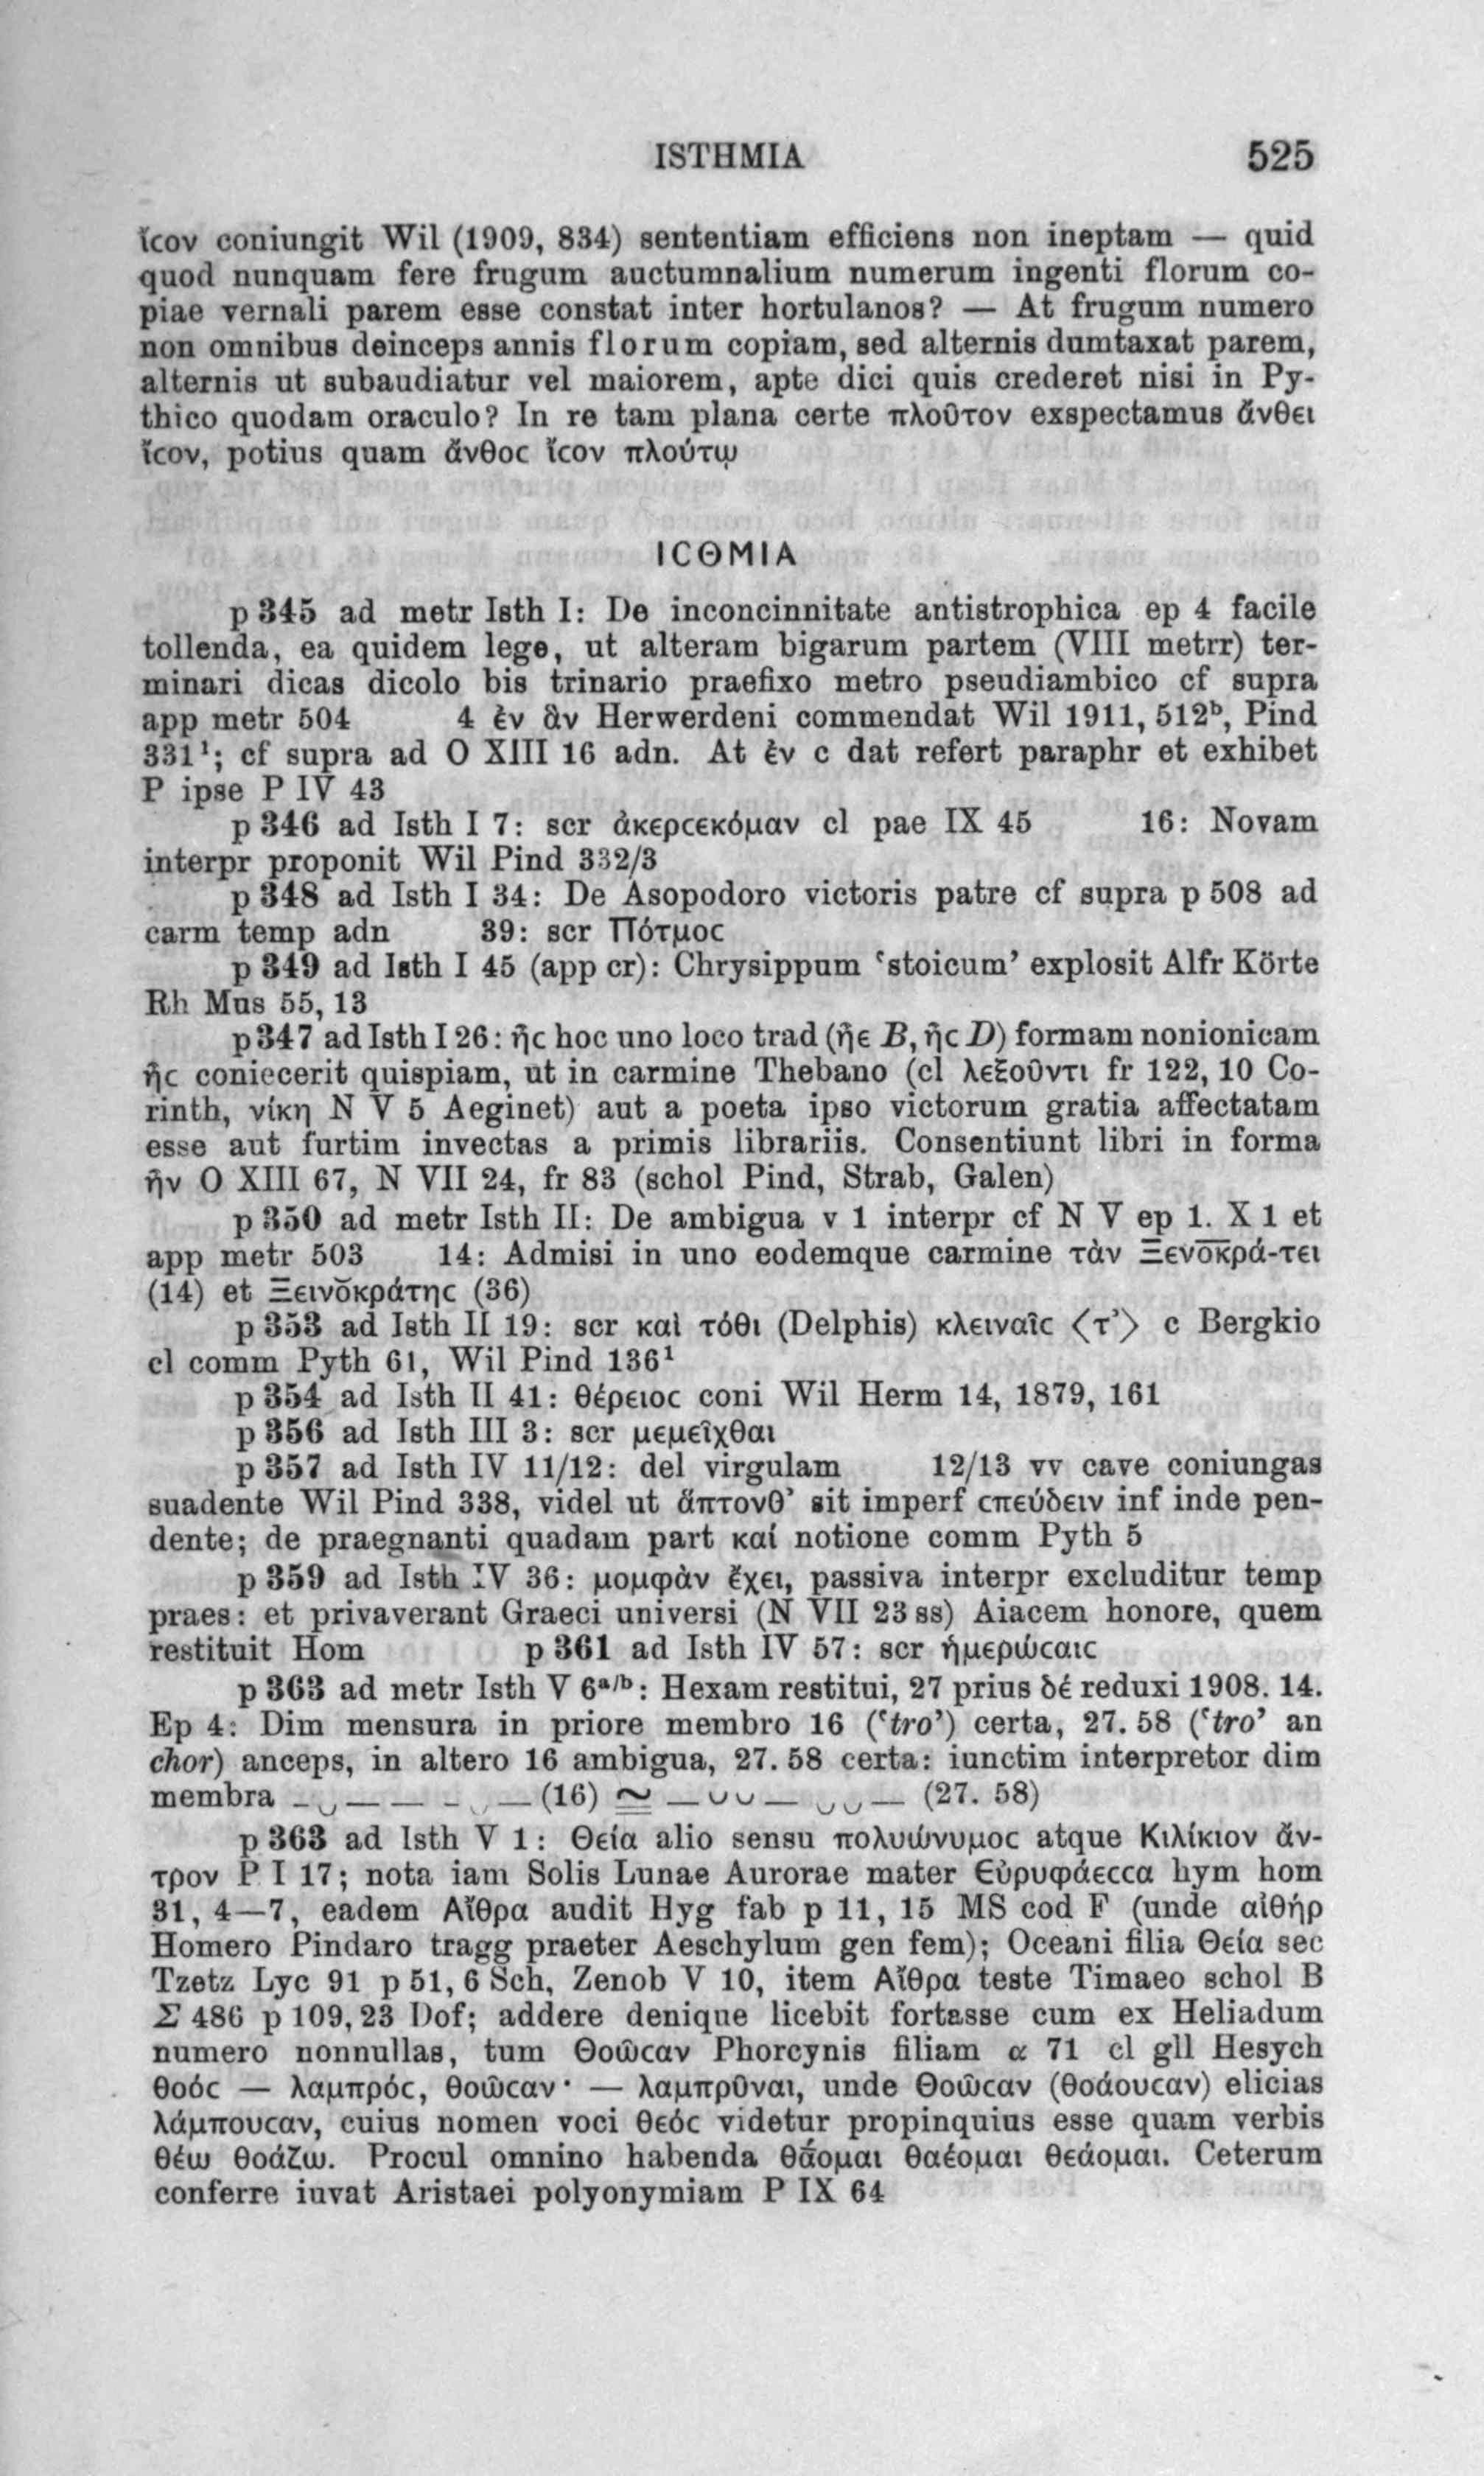 ISTHMIA 525
ἴcον coniungit Wil (1909, 834) sententiam efficiens non ineptam — quid
quod nunquam fere frugum auctumnalium numerum ingenti florum co-
piae vernali parem esse constat inter hortulanos? — At frugum numero
non omnibus deinceps annis florum copiam, sed alternis dumtaxat parem,
alternis ut subaudiatur vel maiorem, apte dici quis crederet nisi in Py-
thico quodam oraculo? In re tam plana certe πλοῦτον exspectamus ἄνθει
ἴcον, potius quam ἄνθοc ἴcον πλούτῳ
ΙCΘΜΙΑ
p 345 ad metr Isth I: De inconcinnitate antistrophica ep 4 facile
tollenda, ea quidem lege, ut alteram bigarum partem (VIII metrr) ter-
minari dicas dicolo bis trinario praefixo metro pseudiambico cf supra
app metr 504 4 ἐν ἂν Herwerdeni commendat Wil 1911, 512ᵇ, Pind
331¹; cf supra ad O XIII 16 adn. At ἐν c dat refert paraphr et exhibet
P ipse P IV 43
p 346 ad Isth I 7: scr ἀκερcεκόμαν cl pae IX 45 16: Novam
interpr proponit Wil Pind 332/3
p 348 ad Isth I 34: De Asopodoro victoris patre cf supra p 508 ad
carm temp adn 39: scr Πότμοc
p 349 ad Isth I 45 (app cr): Chrysippum ‘stoicum’ explosit Alfr Körte
Rh Mus 55, 13
p 347 ad Isth I 26: ῆc hoc uno loco trad (ῆε B, ῆc D) formam nonionicam
ῆc coniecerit quispiam, ut in carmine Thebano (cl λεξοῦντι fr 122, 10 Co-
rinth, νίκη N V 5 Aeginet) aut a poeta ipso victorum gratia affectatam
esse aut furtim invectas a primis librariis. Consentiunt libri in forma
ῆν O XIII 67, N VII 24, fr 83 (schol Pind, Strab, Galen)
p 350 ad metr Isth II: De ambigua v 1 interpr cf N V ep 1. X 1 et
app metr 503 14: Admisi in uno eodemque carmine τὰν Ξενο̅κ̅ρά-τει
(14) et Ξεινο̆κράτηc (36)
p 353 ad Isth II 19: scr καὶ τόθι (Delphis) κλειναῖc ⟨τ’⟩ c Bergkio
cl comm Pyth 61, Wil Pind 136¹
p 354 ad Isth II 41: θέρειοc coni Wil Herm 14, 1879, 161
p 356 ad Isth III 3: scr μεμεῖχθαι
p 357 ad Isth IV 11/12: del virgulam 12/13 vv cave coniungas
suadente Wil Pind 338, videl ut ἅπτονθ’ sit imperf cπεύδειν inf inde pen-
dente; de praegnanti quadam part καί notione comm Pyth 5
p 359 ad Isth IV 36: μομφὰν ἔχει, passiva interpr excluditur temp
praes: et privaverant Graeci universi (N VII 23 ss) Aiacem honore, quem
restituit Hom p 361 ad Isth IV 57: scr ἡμερώcαιc
p 363 ad metr Isth V 6ᵃ/ᵇ: Hexam restitui, 27 prius δέ reduxi 1908. 14.
Ep 4: Dim mensura in priore membro 16 (‘tro’) certa, 27. 58 (‘tro’ an
chor) anceps, in altero 16 ambigua, 27. 58 certa: iunctim interpretor dim
membra – ◡ — — – ◡ — (16) ≅ — ◡◡ — ◡◡ — (27. 58)
p 363 ad Isth V 1: Θεία alio sensu πολυώνυμοc atque Κιλίκιον ἄν-
τρον P I 17; nota iam Solis Lunae Aurorae mater Εὐρυφάεccα hym hom
31, 4—7, eadem Αἴθρα audit Hyg fab p 11, 15 MS cod F (unde αἰθήρ
Homero Pindaro tragg praeter Aeschylum gen fem); Oceani filia Θεία sec
Tzetz Lyc 91 p 51, 6 Sch, Zenob V 10, item Αἴθρα teste Timaeo schol B
Σ 486 p 109, 23 Dof; addere denique licebit fortasse cum ex Heliadum
numero nonnullas, tum Θοῶcαν Phorcynis filiam α 71 cl gll Hesych
θοόc — λαμπρόc, θοῶcαν· — λαμπρῦναι, unde Θοῶcαν (θοάουcαν) elicias
λάμπουcαν, cuius nomen voci θεόc videtur propinquius esse quam verbis
θέω θοάζω. Procul omnino habenda θᾱ́ομαι θαέομαι θεάομαι. Ceterum
conferre iuvat Aristaei polyonymiam P IX 64